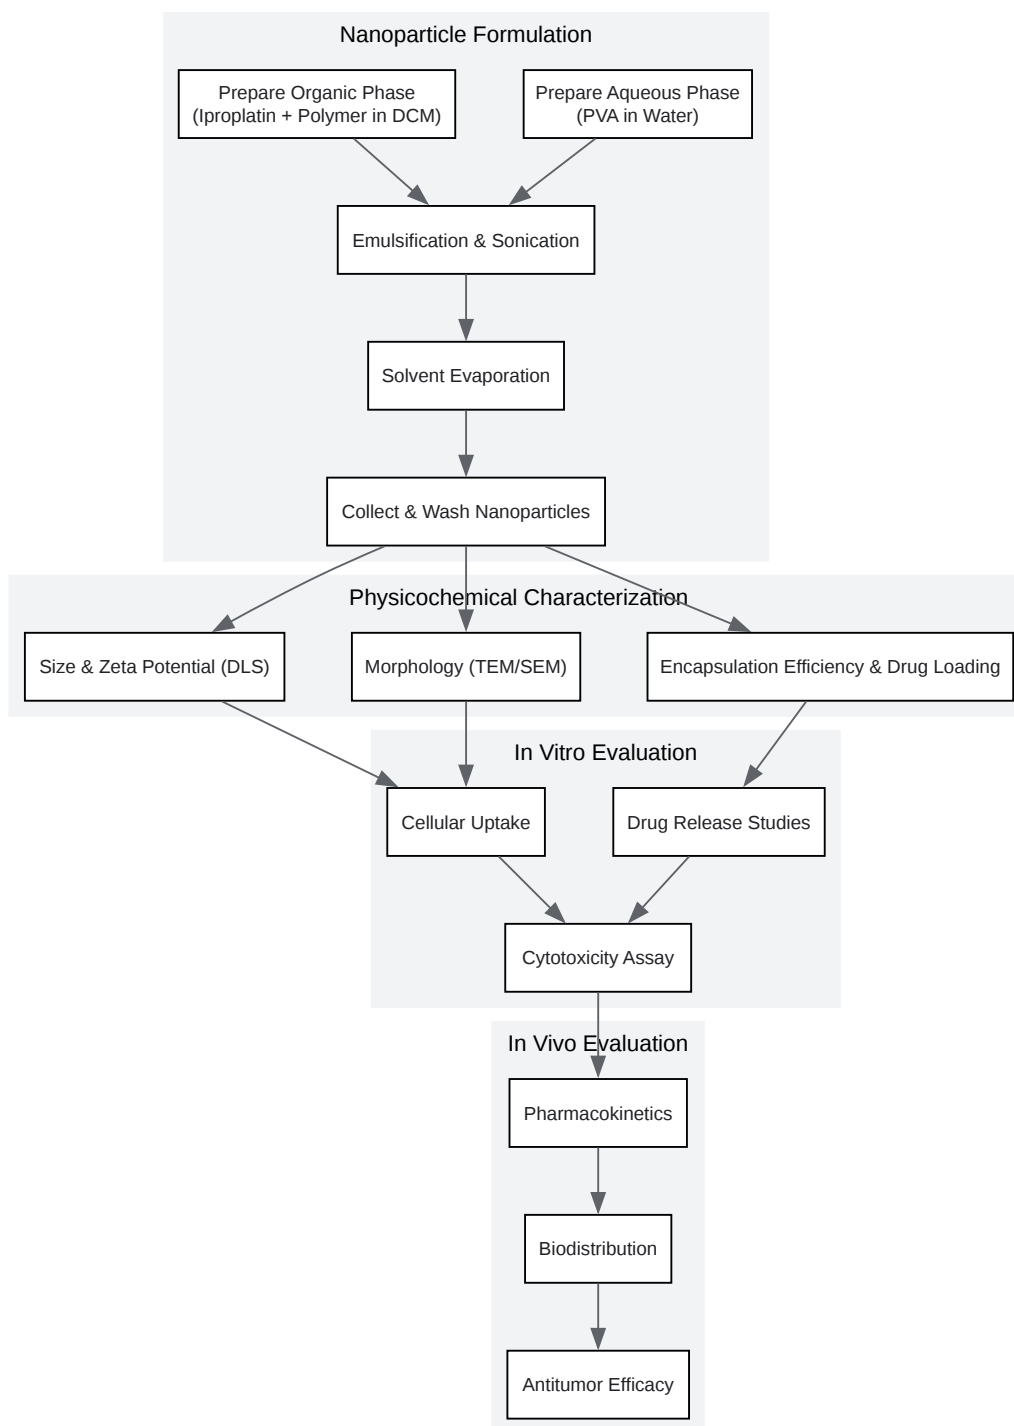 Nanoparticle Formulation
Prepare Organic Phase
(Iproplatin + Polymer in DCM)
Prepare Aqueous Phase
(PVA in Water)
Emulsification & Sonication
Solvent Evaporation
Collect & Wash Nanoparticles
Physicochemical Characterization
Size & Zeta Potential (DLS)
Morphology (TEM/SEM)
Encapsulation Efficiency & Drug Loading
In Vitro Evaluation
Cellular Uptake
Drug Release Studies
Cytotoxicity Assay
In Vivo Evaluation
Pharmacokinetics
Biodistribution
Antitumor Efficacy